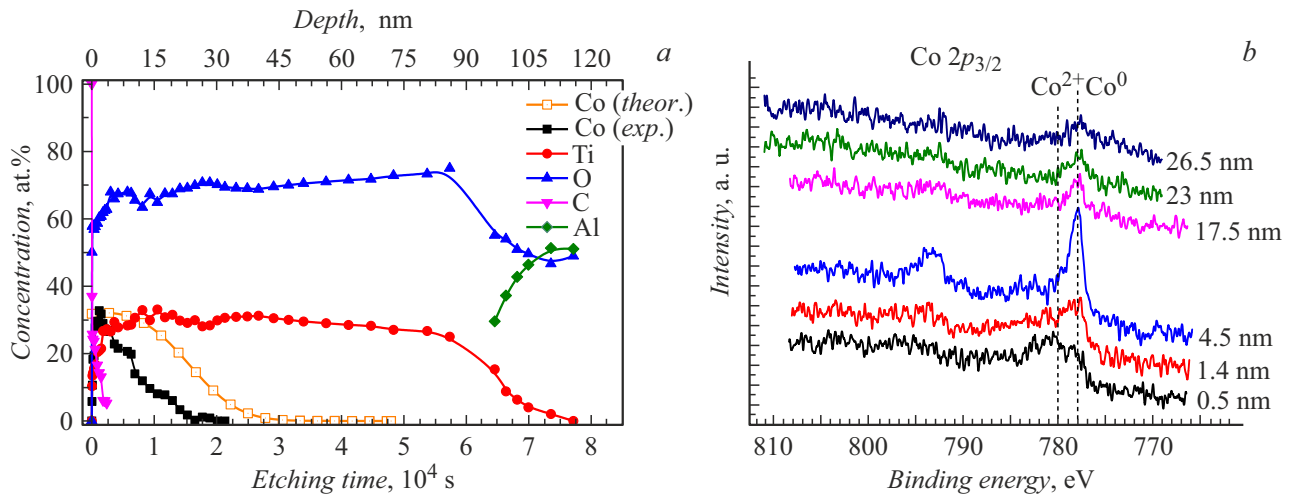 Depth, nm
0 15 30 45 60 75 90 105 120
a
100
80
60
40
20
0
Concentration, at.%
Co (theor.)
Co (exp.)
Ti
O
C
Al
0 1 2 3 4 5 6 7 8
Etching time, 10⁴ s
b
Co 2p₃/₂
Co²⁺ Co⁰
26.5 nm
23 nm
17.5 nm
4.5 nm
1.4 nm
0.5 nm
Intensity, a. u.
810 800 790 780 770
Binding energy, eV